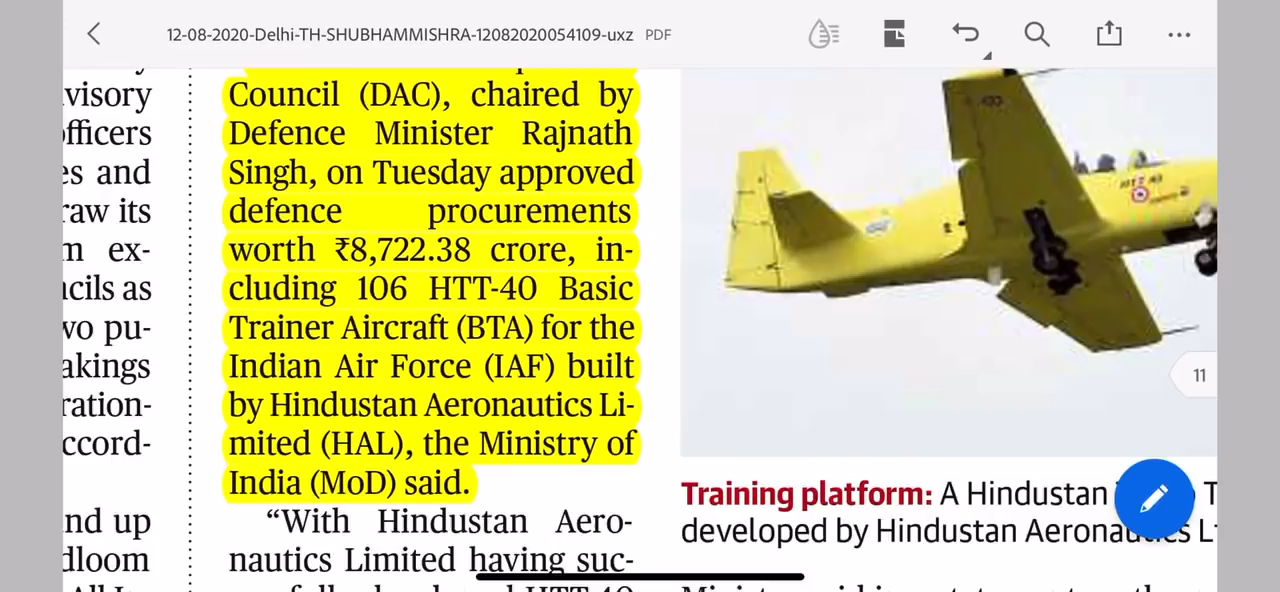 12-08-2020-Delhi-TH-SHUBHAMMISHRA-12082020054109-uxz PDF
visory
officers
es and
raw its
m ex-
ncils as
wo pu-
akings
ration-
ccord-
nd up
dloom
Council (DAC), chaired by
Defence Minister Rajnath
Singh, on Tuesday approved
defence procurements
worth ₹8,722.38 crore, in-
cluding 106 HTT-40 Basic
Trainer Aircraft (BTA) for the
Indian Air Force (IAF) built
by Hindustan Aeronautics Li-
mited (HAL), the Ministry of
India (MoD) said.
“With Hindustan Aero-
nautics Limited having suc-
11
Training platform: A Hindustan T
developed by Hindustan Aeronautics L